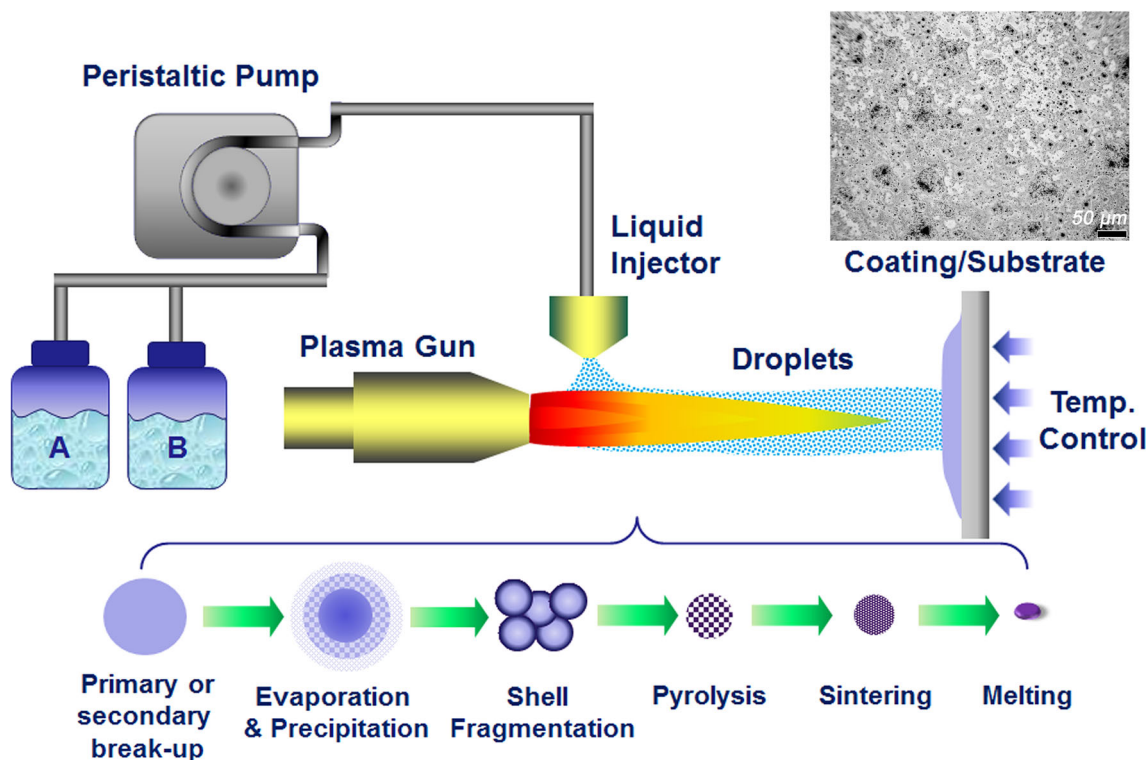 Peristaltic Pump
50 µm
Liquid
Injector
Coating/Substrate
Plasma Gun
Droplets
Temp.
Control
A
B
Primary or
secondary
break-up
Evaporation
& Precipitation
Shell
Fragmentation
Pyrolysis
Sintering
Melting